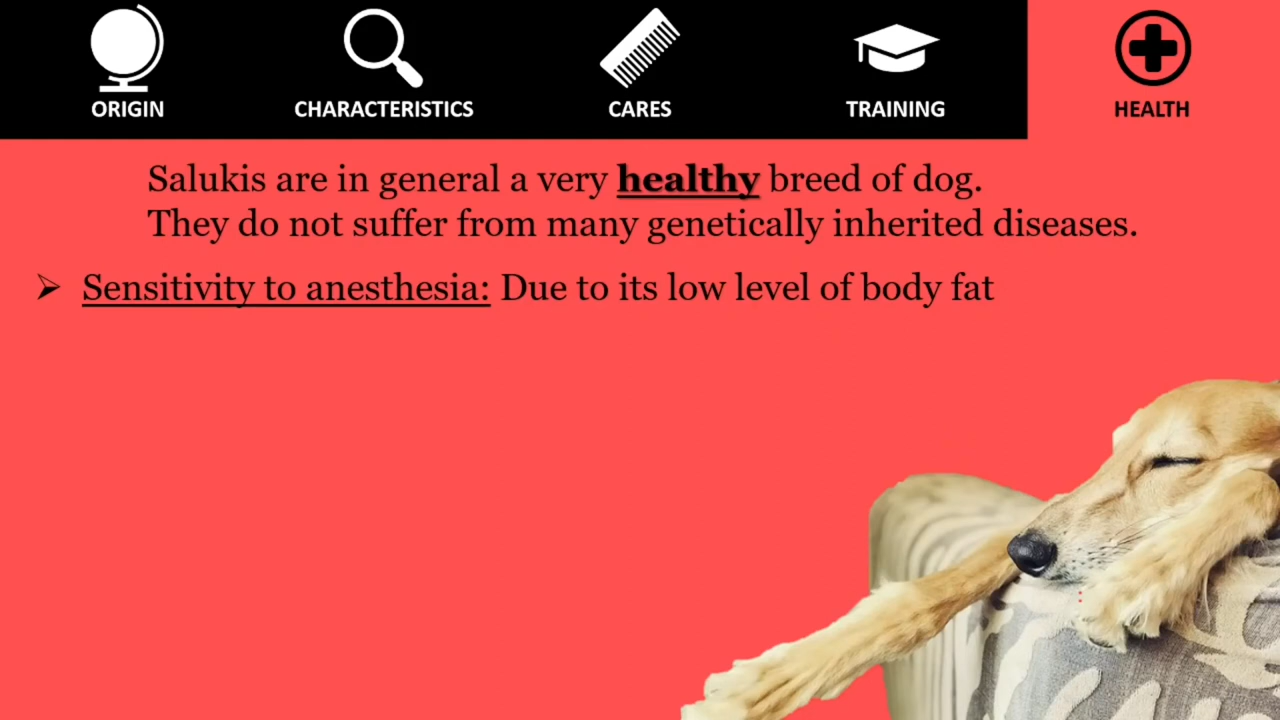 ORIGIN
CHARACTERISTICS
CARES
TRAINING
HEALTH
Salukis are in general a very healthy breed of dog.
They do not suffer from many genetically inherited diseases.
Sensitivity to anesthesia: Due to its low level of body fat